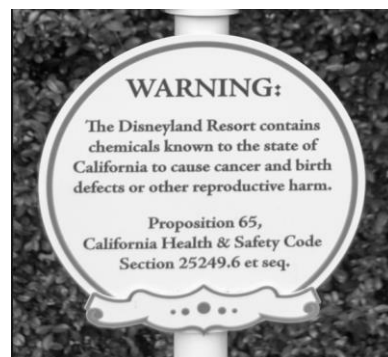 WARNING:
The Disneyland Resort contains
chemicals known to the state of
California to cause cancer and birth
defects or other reproductive harm.
Proposition 65,
California Health & Safety Code
Section 25249.6 et seq.